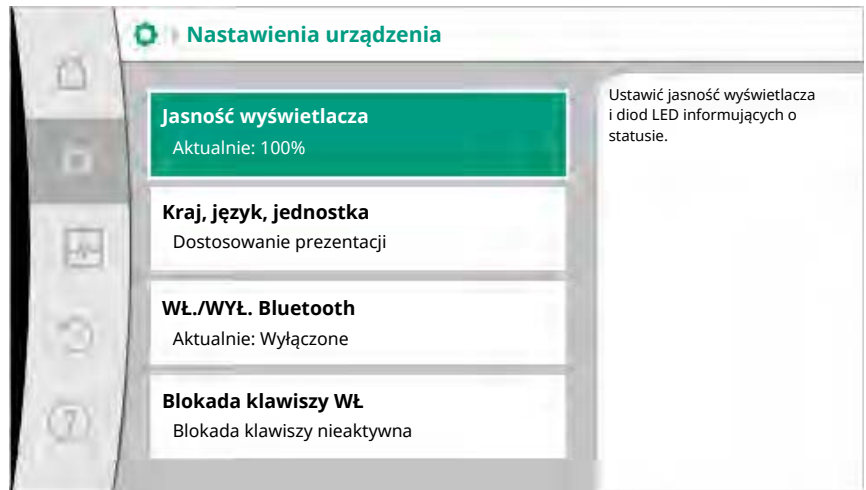 Nastawienia urządzenia
Jasność wyświetlacza
Aktualnie: 100%
Kraj, język, jednostka
Dostosowanie prezentacji
WŁ./WYŁ. Bluetooth
Aktualnie: Wyłączone
Blokada klawiszy WŁ
Blokada klawiszy nieaktywna
Ustawić jasność wyświetlacza
i diod LED informujących o
statusie.
?